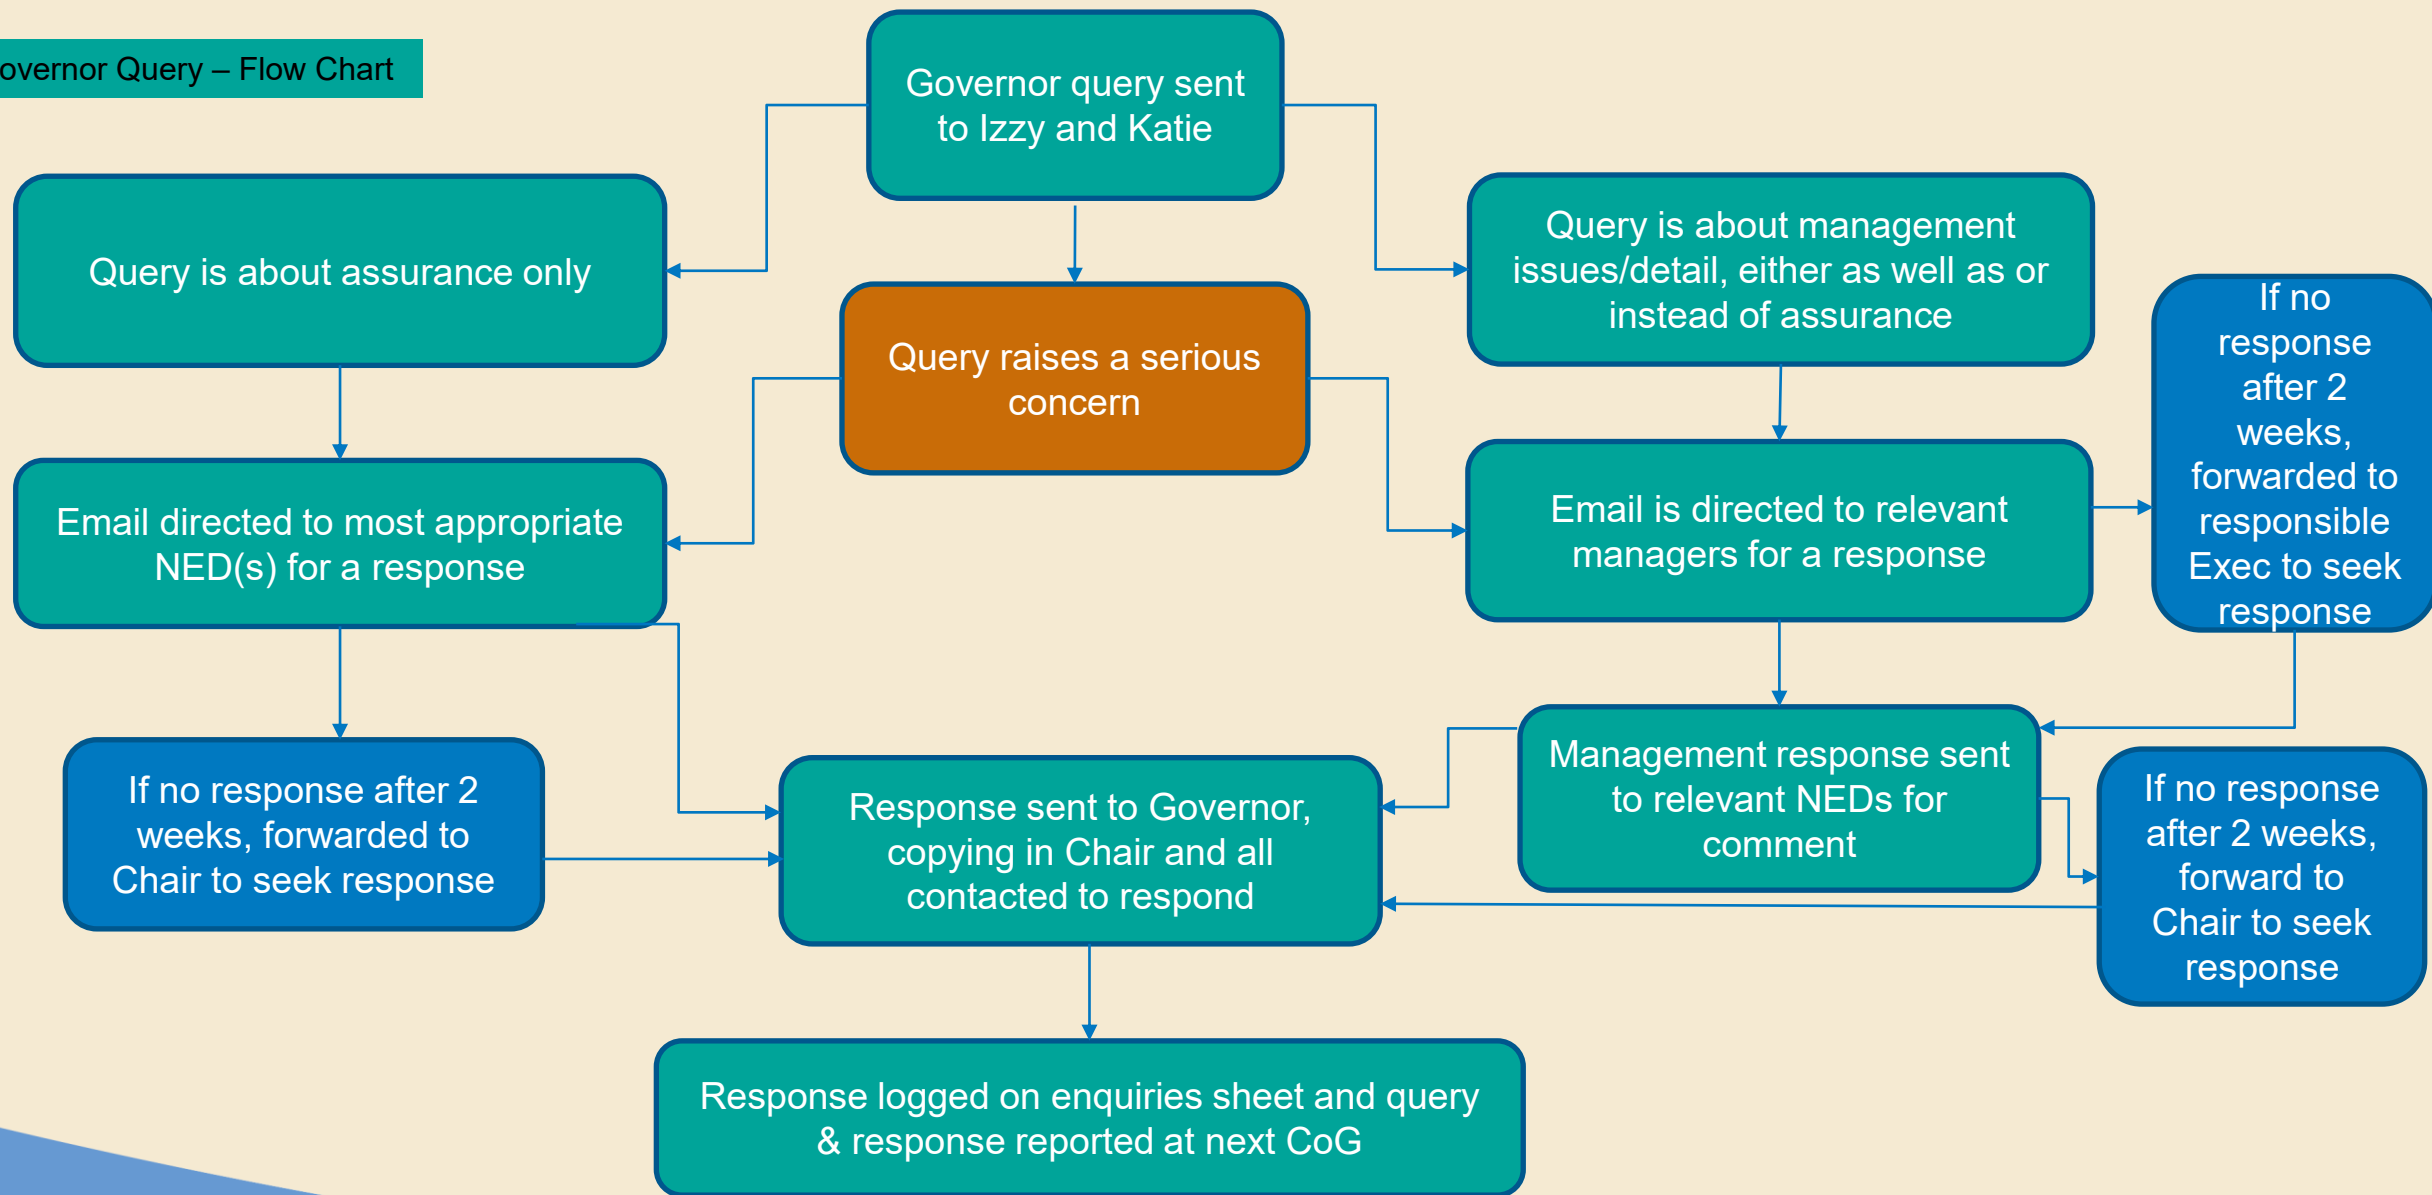 overnor Query – Flow Chart
Governor query sent
to Izzy and Katie
Query is about assurance only
Query raises a serious
concern
Query is about management
issues/detail, either as well as or
instead of assurance
If no
response
after 2
weeks,
forwarded to
responsible
Exec to seek
response
Email directed to most appropriate
NED(s) for a response
Email is directed to relevant
managers for a response
If no response after 2
weeks, forwarded to
Chair to seek response
Response sent to Governor,
copying in Chair and all
contacted to respond
Management response sent
to relevant NEDs for
comment
If no response
after 2 weeks,
forward to
Chair to seek
response
Response logged on enquiries sheet and query
& response reported at next CoG